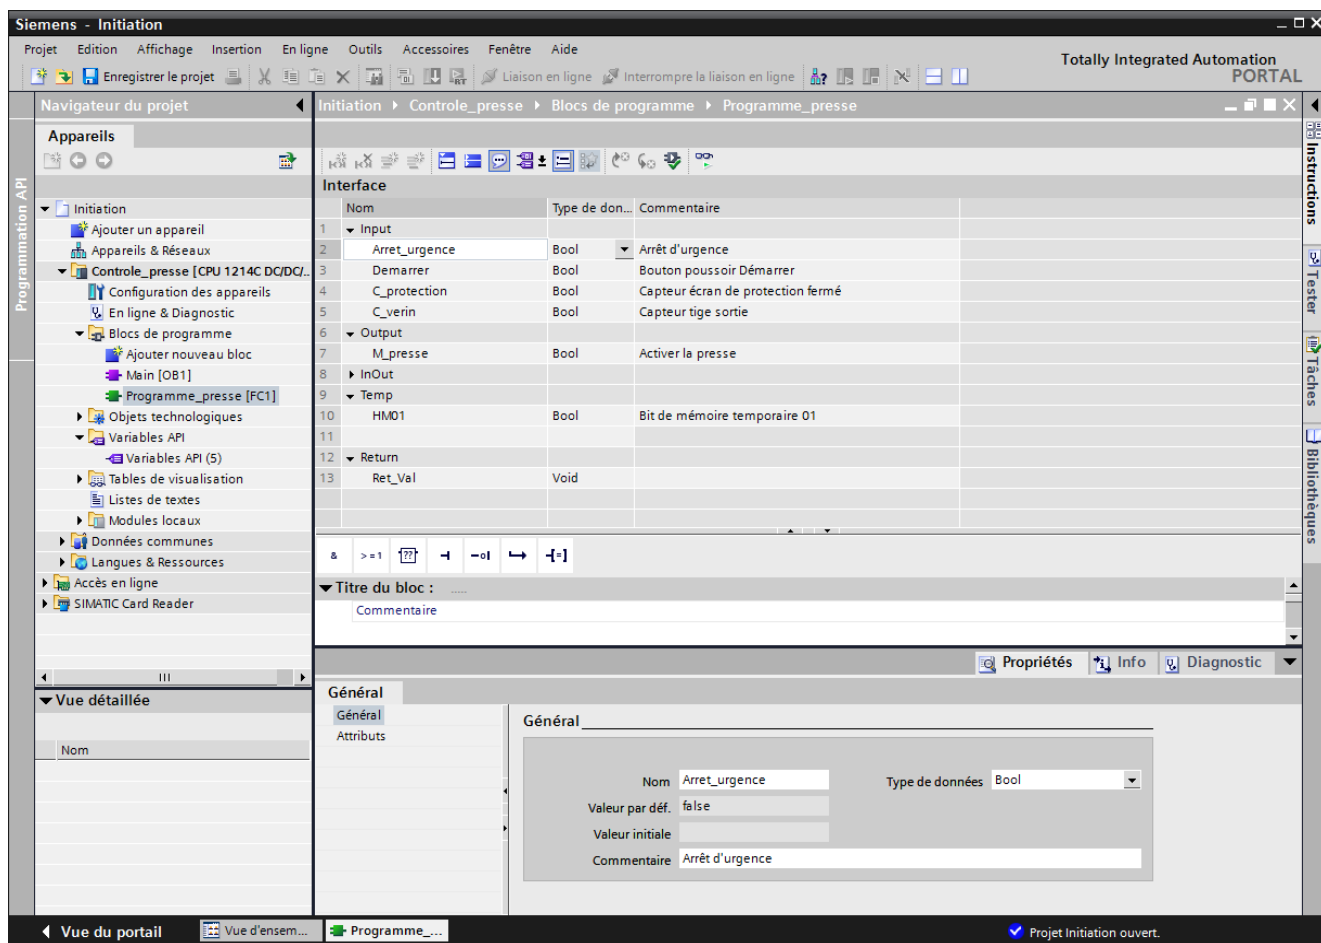 Siemens - Initiation
Projet Edition Affichage Insertion En ligne Outils Accessoires Fenêtre Aide
Totally Integrated Automation
PORTAL
Enregistrer le projet Liaison en ligne Interrompre la liaison en ligne
Navigateur du projet
Initiation Controle_presse Blocs de programme Programme_presse
Appareils
Programmation API
Initiation
Ajouter un appareil
Appareils & Réseaux
Controle_presse [CPU 1214C DC/DC/..
Configuration des appareils
En ligne & Diagnostic
Blocs de programme
Ajouter nouveau bloc
Main [OB1]
Programme_presse [FC1]
Objets technologiques
Variables API
Variables API (5)
Tables de visualisation
Listes de textes
Modules locaux
Données communes
Langues & Ressources
Accès en ligne
SIMATIC Card Reader
Vue détaillée
Nom
Interface
Nom Type de don... Commentaire
1 Input
2 Arret_urgence Bool Arrêt d'urgence
3 Demarrer Bool Bouton poussoir Démarrer
4 C_protection Bool Capteur écran de protection fermé
5 C_verin Bool Capteur tige sortie
6 Output
7 M_presse Bool Activer la presse
8 InOut
9 Temp
10 HM01 Bool Bit de mémoire temporaire 01
11
12 Return
13 Ret_Val Void
& >=1 ?? -[=]
Titre du bloc : .....
Commentaire
Propriétés Info Diagnostic
Général
Général
Attributs
Général
Nom Arret_urgence Type de données Bool
Valeur par déf. false
Valeur initiale
Commentaire Arrêt d'urgence
Instructions
Tester
Tâches
Bibliothèques
Vue du portail Vue d'ensem... Programme_... Projet Initiation ouvert.